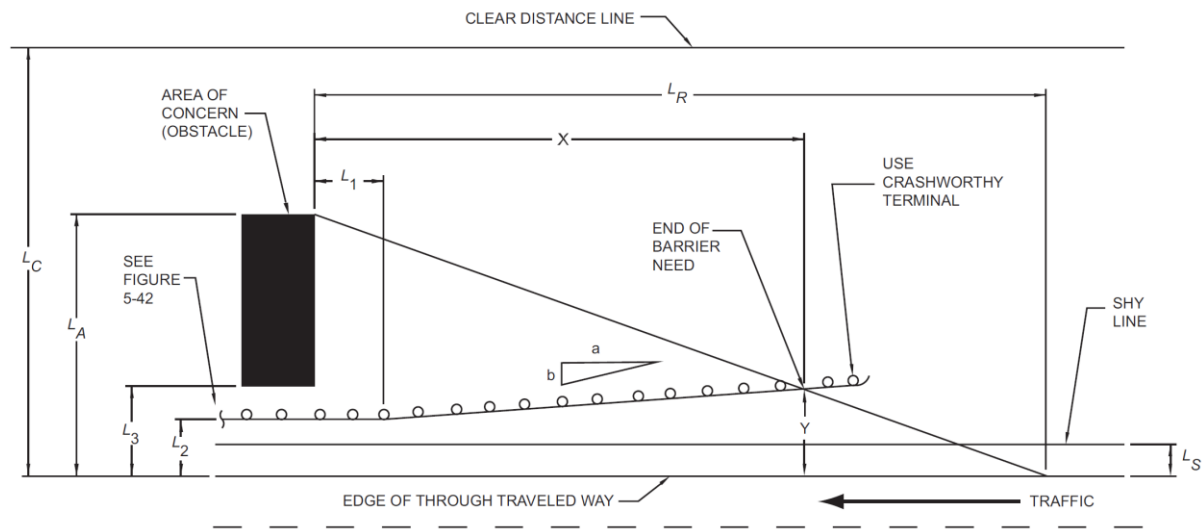 CLEAR DISTANCE LINE
L_R
AREA OF
CONCERN
(OBSTACLE)
X
USE
CRASHWORTHY
TERMINAL
L_1
END OF
BARRIER
NEED
L_C
SEE
FIGURE
5-42
SHY
LINE
L_A
a
b
L_3
L_2
Y
L_S
EDGE OF THROUGH TRAVELED WAY
TRAFFIC